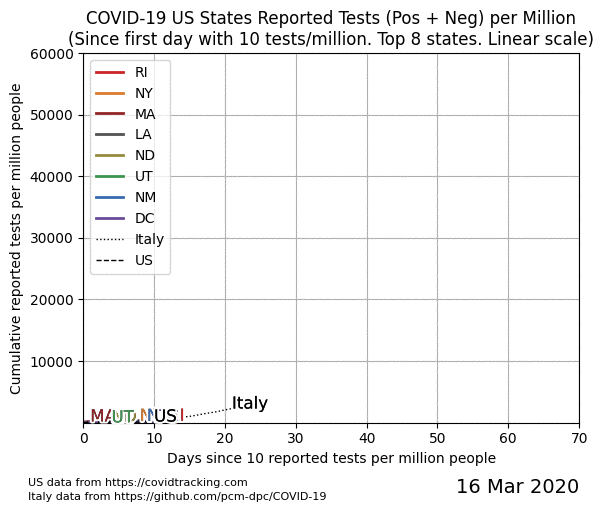 COVID-19 US States Reported Tests (Pos + Neg) per Million
(Since first day with 10 tests/million. Top 8 states. Linear scale)
Cumulative reported tests per million people
60000
50000
40000
30000
20000
10000
RI
NY
MA
LA
ND
UT
NM
DC
Italy
US
MA
UT
US
Italy
0
10
20
30
40
50
60
70
Days since 10 reported tests per million people
US data from https://covidtracking.com
Italy data from https://github.com/pcm-dpc/COVID-19
16 Mar 2020